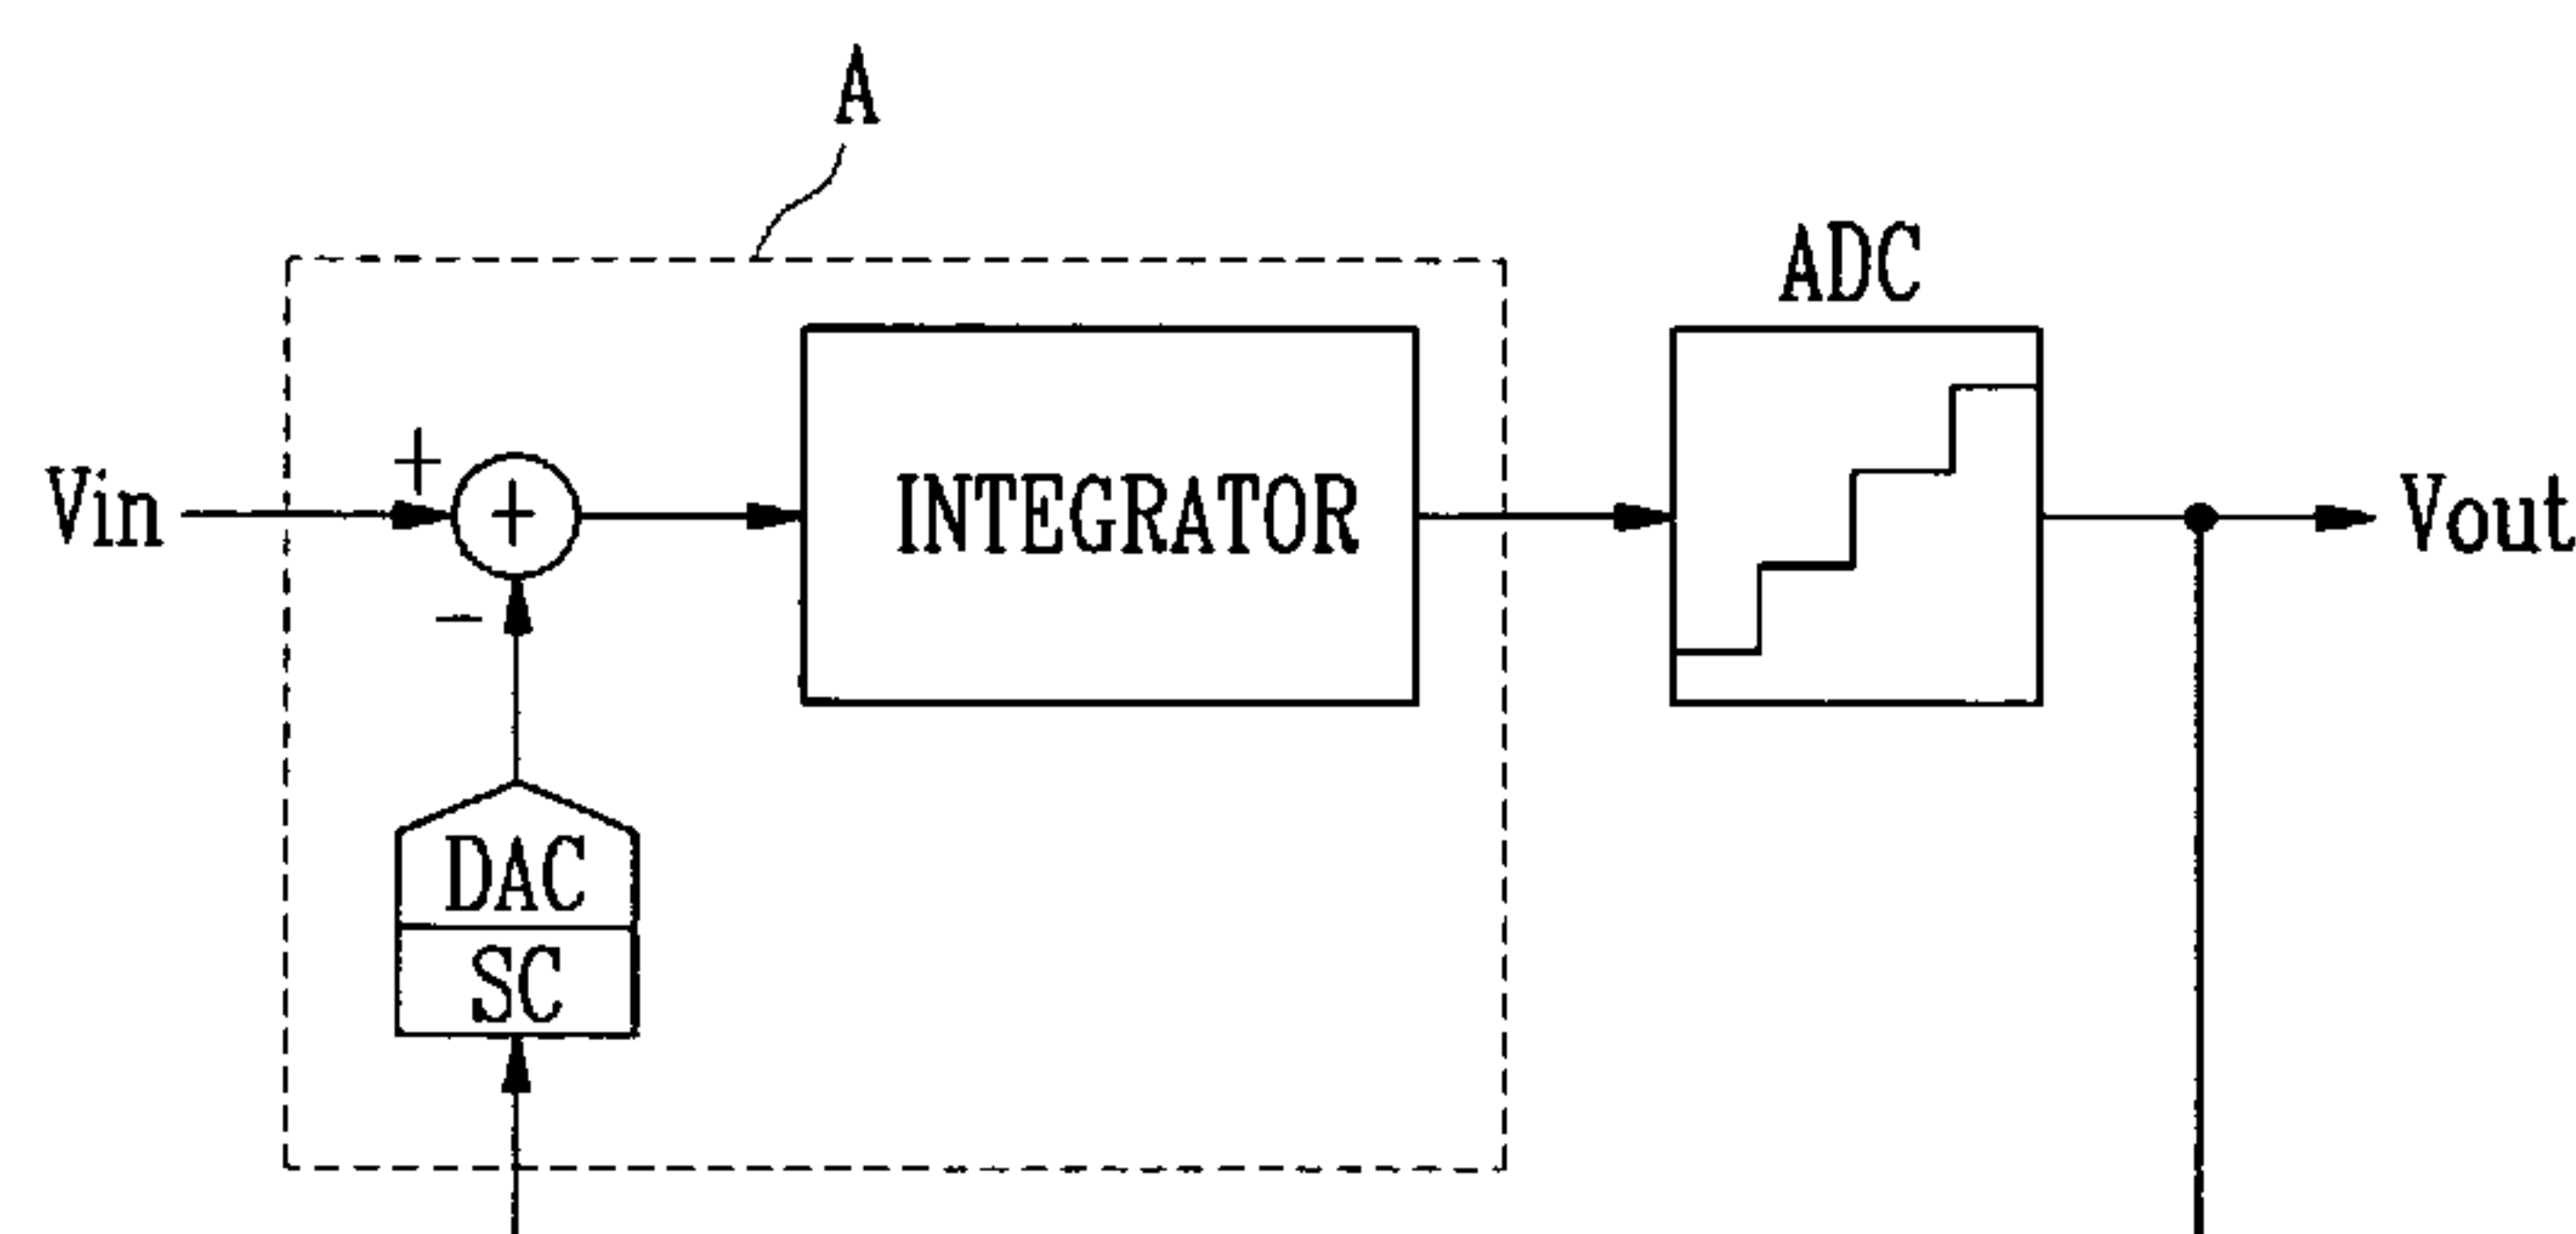 A
ADC
+
Vin + INTEGRATOR Vout
−
DAC
SC